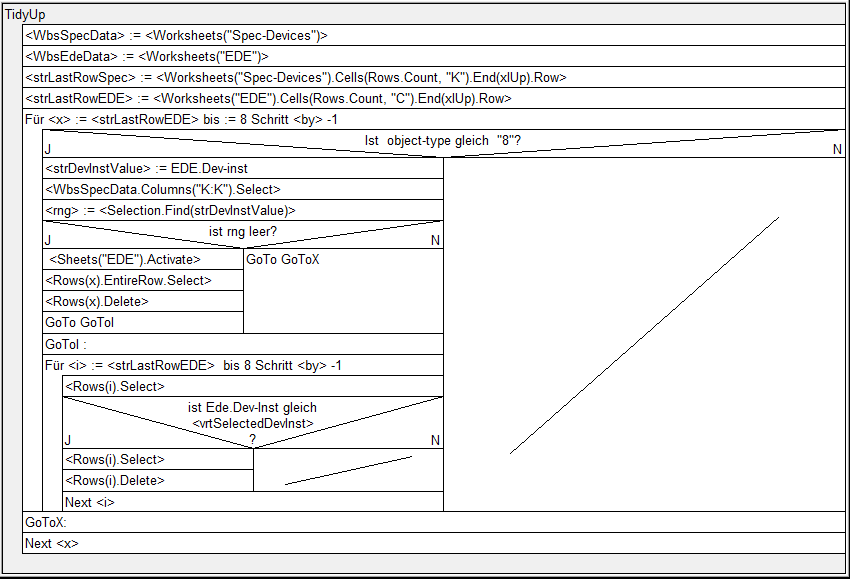 TidyUp
<WbsSpecData> := <Worksheets("Spec-Devices")>
<WbsEdeData> := <Worksheets("EDE")>
<strLastRowSpec> := <Worksheets("Spec-Devices").Cells(Rows.Count, "K").End(xlUp).Row>
<strLastRowEDE> := <Worksheets("EDE").Cells(Rows.Count, "C").End(xlUp).Row>
Für <x> := <strLastRowEDE> bis := 8 Schritt <by> -1
Ist object-type gleich "8"?
J
N
<strDevInstValue> := EDE.Dev-inst
<WbsSpecData.Columns("K:K").Select>
<rng> := <Selection.Find(strDevInstValue)>
ist rng leer?
J
N
<Sheets("EDE").Activate>
GoTo GoToX
<Rows(x).EntireRow.Select>
<Rows(x).Delete>
GoTo GoToI
GoToI :
Für <i> := <strLastRowEDE> bis 8 Schritt <by> -1
<Rows(i).Select>
ist Ede.Dev-Inst gleich
<vrtSelectedDevInst>
?
J
N
<Rows(i).Select>
<Rows(i).Delete>
Next <i>
GoToX:
Next <x>